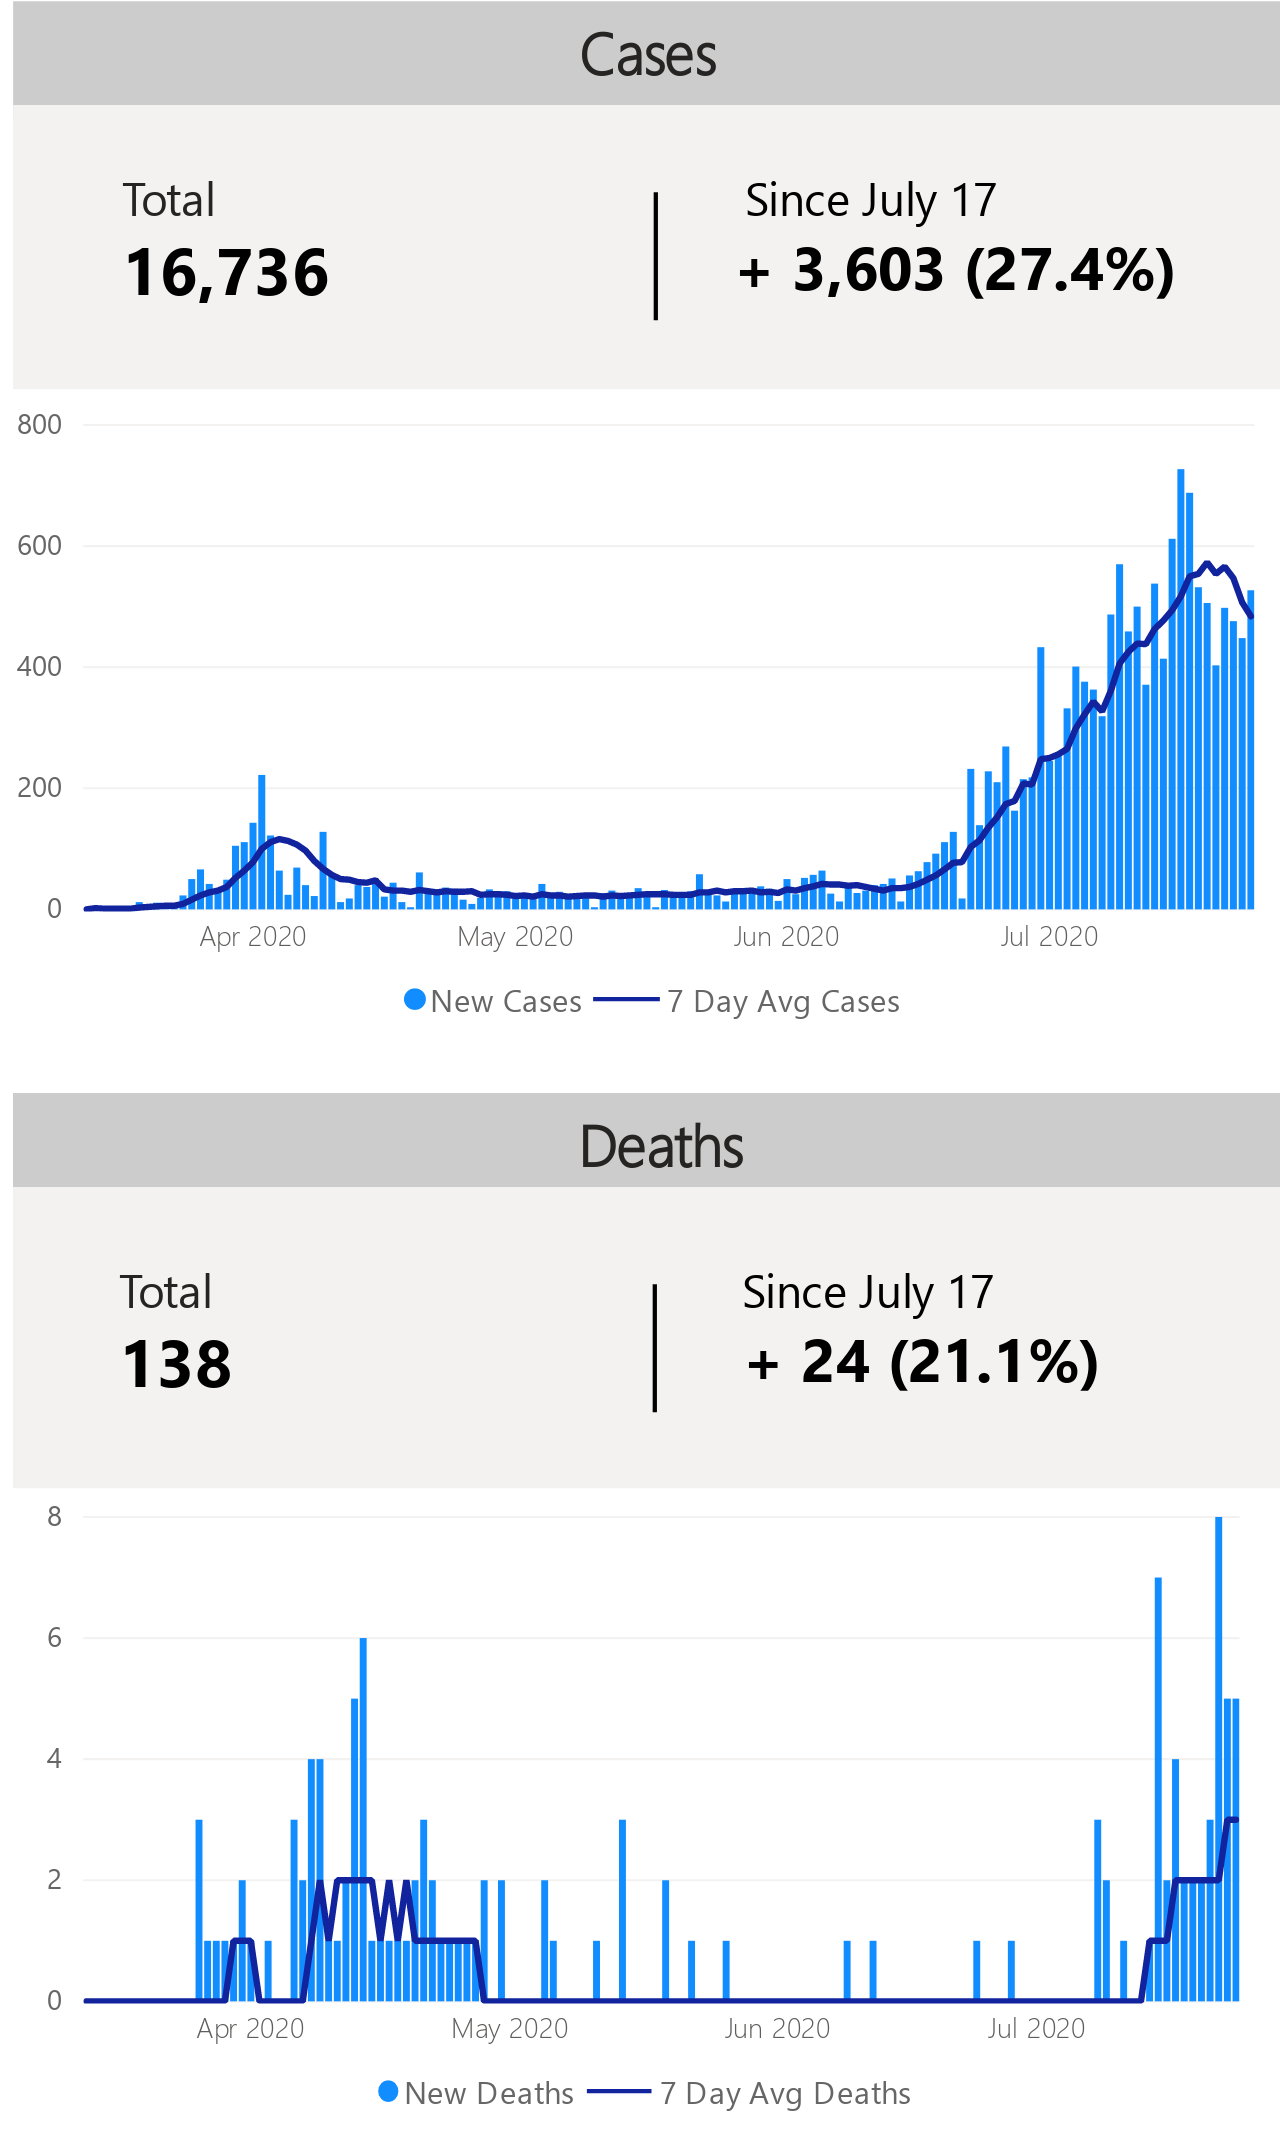 Cases
Total
Since July 17
16,736
+ 3,603 (27.4%)
800
600
400
200
0
Apr 2020
May 2020
Jun 2020
Jul 2020
New Cases
7 Day Avg Cases
Deaths
Total
Since July 17
138
+ 24 (21.1%)
8
6
4
2
0
Apr 2020
May 2020
Jun 2020
Jul 2020
New Deaths
7 Day Avg Deaths